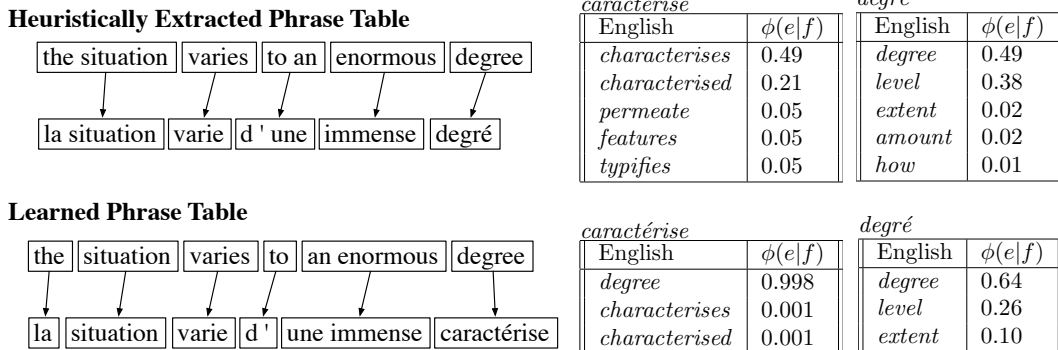 Heuristically Extracted Phrase Table
the situation varies to an enormous degree
la situation varie d ' une immense degré
caractérise
English ϕ(e|f)
characterises 0.49
characterised 0.21
permeate 0.05
features 0.05
typifies 0.05
degré
English ϕ(e|f)
degree 0.49
level 0.38
extent 0.02
amount 0.02
how 0.01
Learned Phrase Table
the situation varies to an enormous degree
la situation varie d ' une immense caractérise
caractérise
English ϕ(e|f)
degree 0.998
characterises 0.001
characterised 0.001
degré
English ϕ(e|f)
degree 0.64
level 0.26
extent 0.10